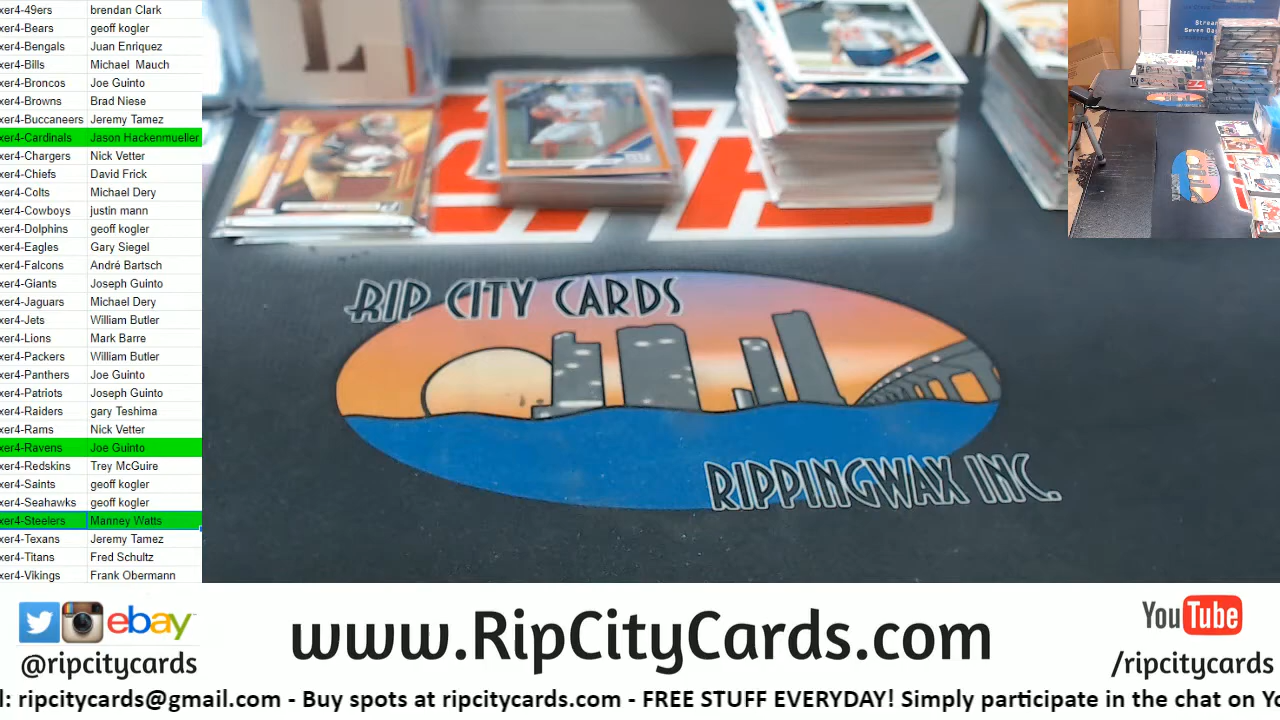 xer4-49ers brendan Clark
xer4-Bears geoff kogler
xer4-Bengals Juan Enriquez
xer4-Bills Michael Mauch
xer4-Broncos Joe Guinto
xer4-Browns Brad Niese
xer4-Buccaneers Jeremy Tamez
xer4-Cardinals Jason Hackenmueller
xer4-Chargers Nick Vetter
xer4-Chiefs David Frick
xer4-Colts Michael Dery
xer4-Cowboys justin mann
xer4-Dolphins geoff kogler
xer4-Eagles Gary Siegel
xer4-Falcons André Bartsch
xer4-Giants Joseph Guinto
xer4-Jaguars Michael Dery
xer4-Jets William Butler
xer4-Lions Mark Barre
xer4-Packers William Butler
xer4-Panthers Joe Guinto
xer4-Patriots Joseph Guinto
xer4-Raiders gary Teshima
xer4-Rams Nick Vetter
xer4-Ravens Joe Guinto
xer4-Redskins Trey McGuire
xer4-Saints geoff kogler
xer4-Seahawks geoff kogler
xer4-Steelers Manney Watts
xer4-Texans Jeremy Tamez
xer4-Titans Fred Schultz
xer4-Vikings Frank Obermann
RIP CITY CARDS
RIPPINGWAX INC.
ebay
@ripcitycards
www.RipCityCards.com
YouTube
/ripcitycards
l: ripcitycards@gmail.com - Buy spots at ripcitycards.com - FREE STUFF EVERYDAY! Simply participate in the chat on Yo